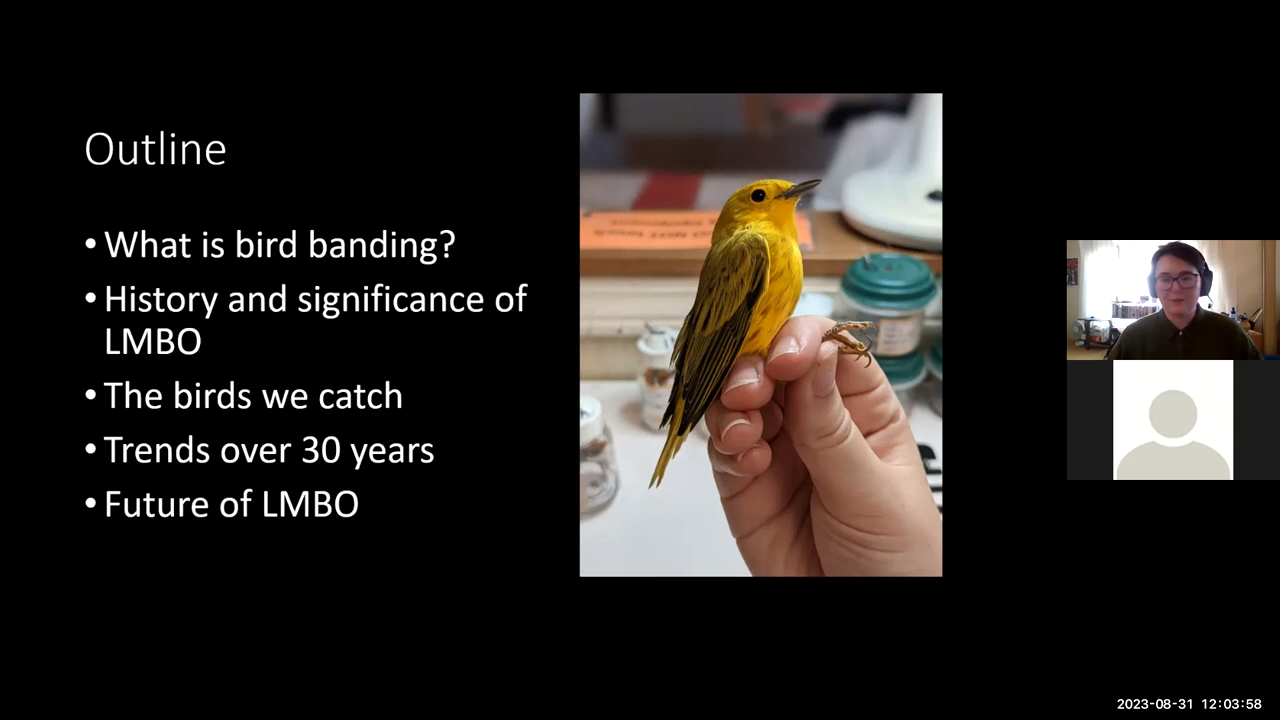 Outline
• What is bird banding?
• History and significance of
LMBO
• The birds we catch
• Trends over 30 years
• Future of LMBO
2023-08-31 12:03:58